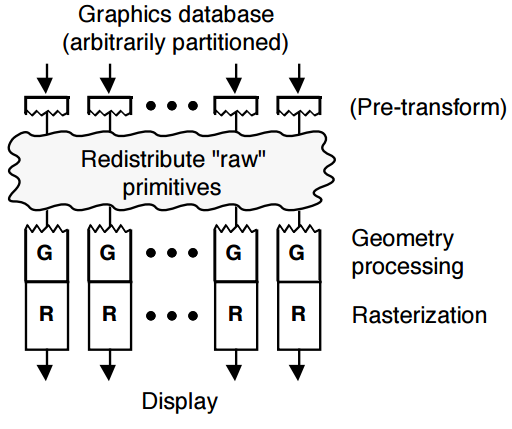 Graphics database
(arbitrarily partitioned)
(Pre-transform)
Redistribute "raw"
primitives
G G G G
Geometry
processing
R R R R
Rasterization
Display